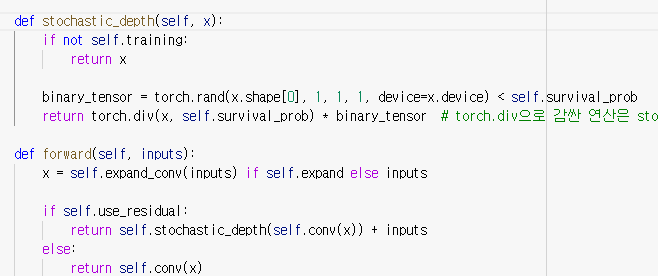 def stochastic_depth(self, x):
    if not self.training:
        return x
    binary_tensor = torch.rand(x.shape[0], 1, 1, 1, device=x.device) < self.survival_prob
    return torch.div(x, self.survival_prob) * binary_tensor  # torch.div으로 감싼 연산은 sto
def forward(self, inputs):
    x = self.expand_conv(inputs) if self.expand else inputs
    if self.use_residual:
        return self.stochastic_depth(self.conv(x)) + inputs
    else:
        return self.conv(x)